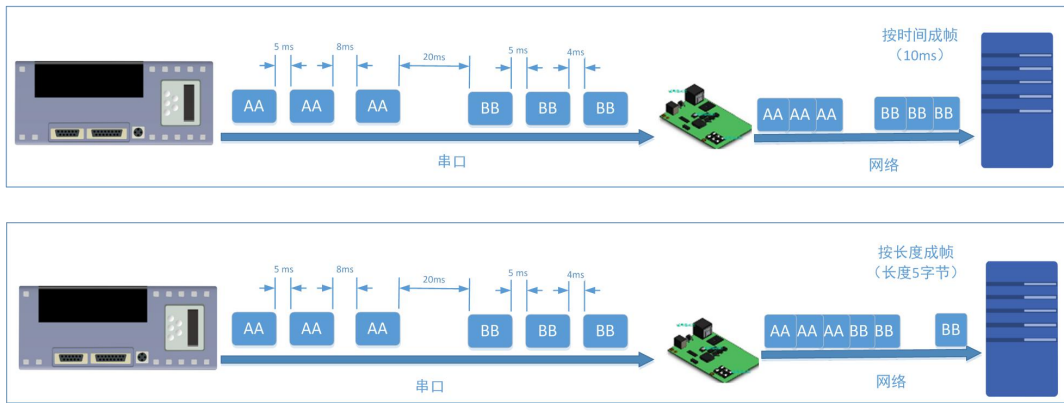 5 ms
8ms
20ms
5 ms
4ms
AA
AA
AA
BB
BB
BB
串口
按时间成帧
（10ms）
AA AA AA
BB BB BB
网络
5 ms
8ms
20ms
5 ms
4ms
AA
AA
AA
BB
BB
BB
串口
按长度成帧
（长度5字节）
AA AA AA BB BB
BB
网络